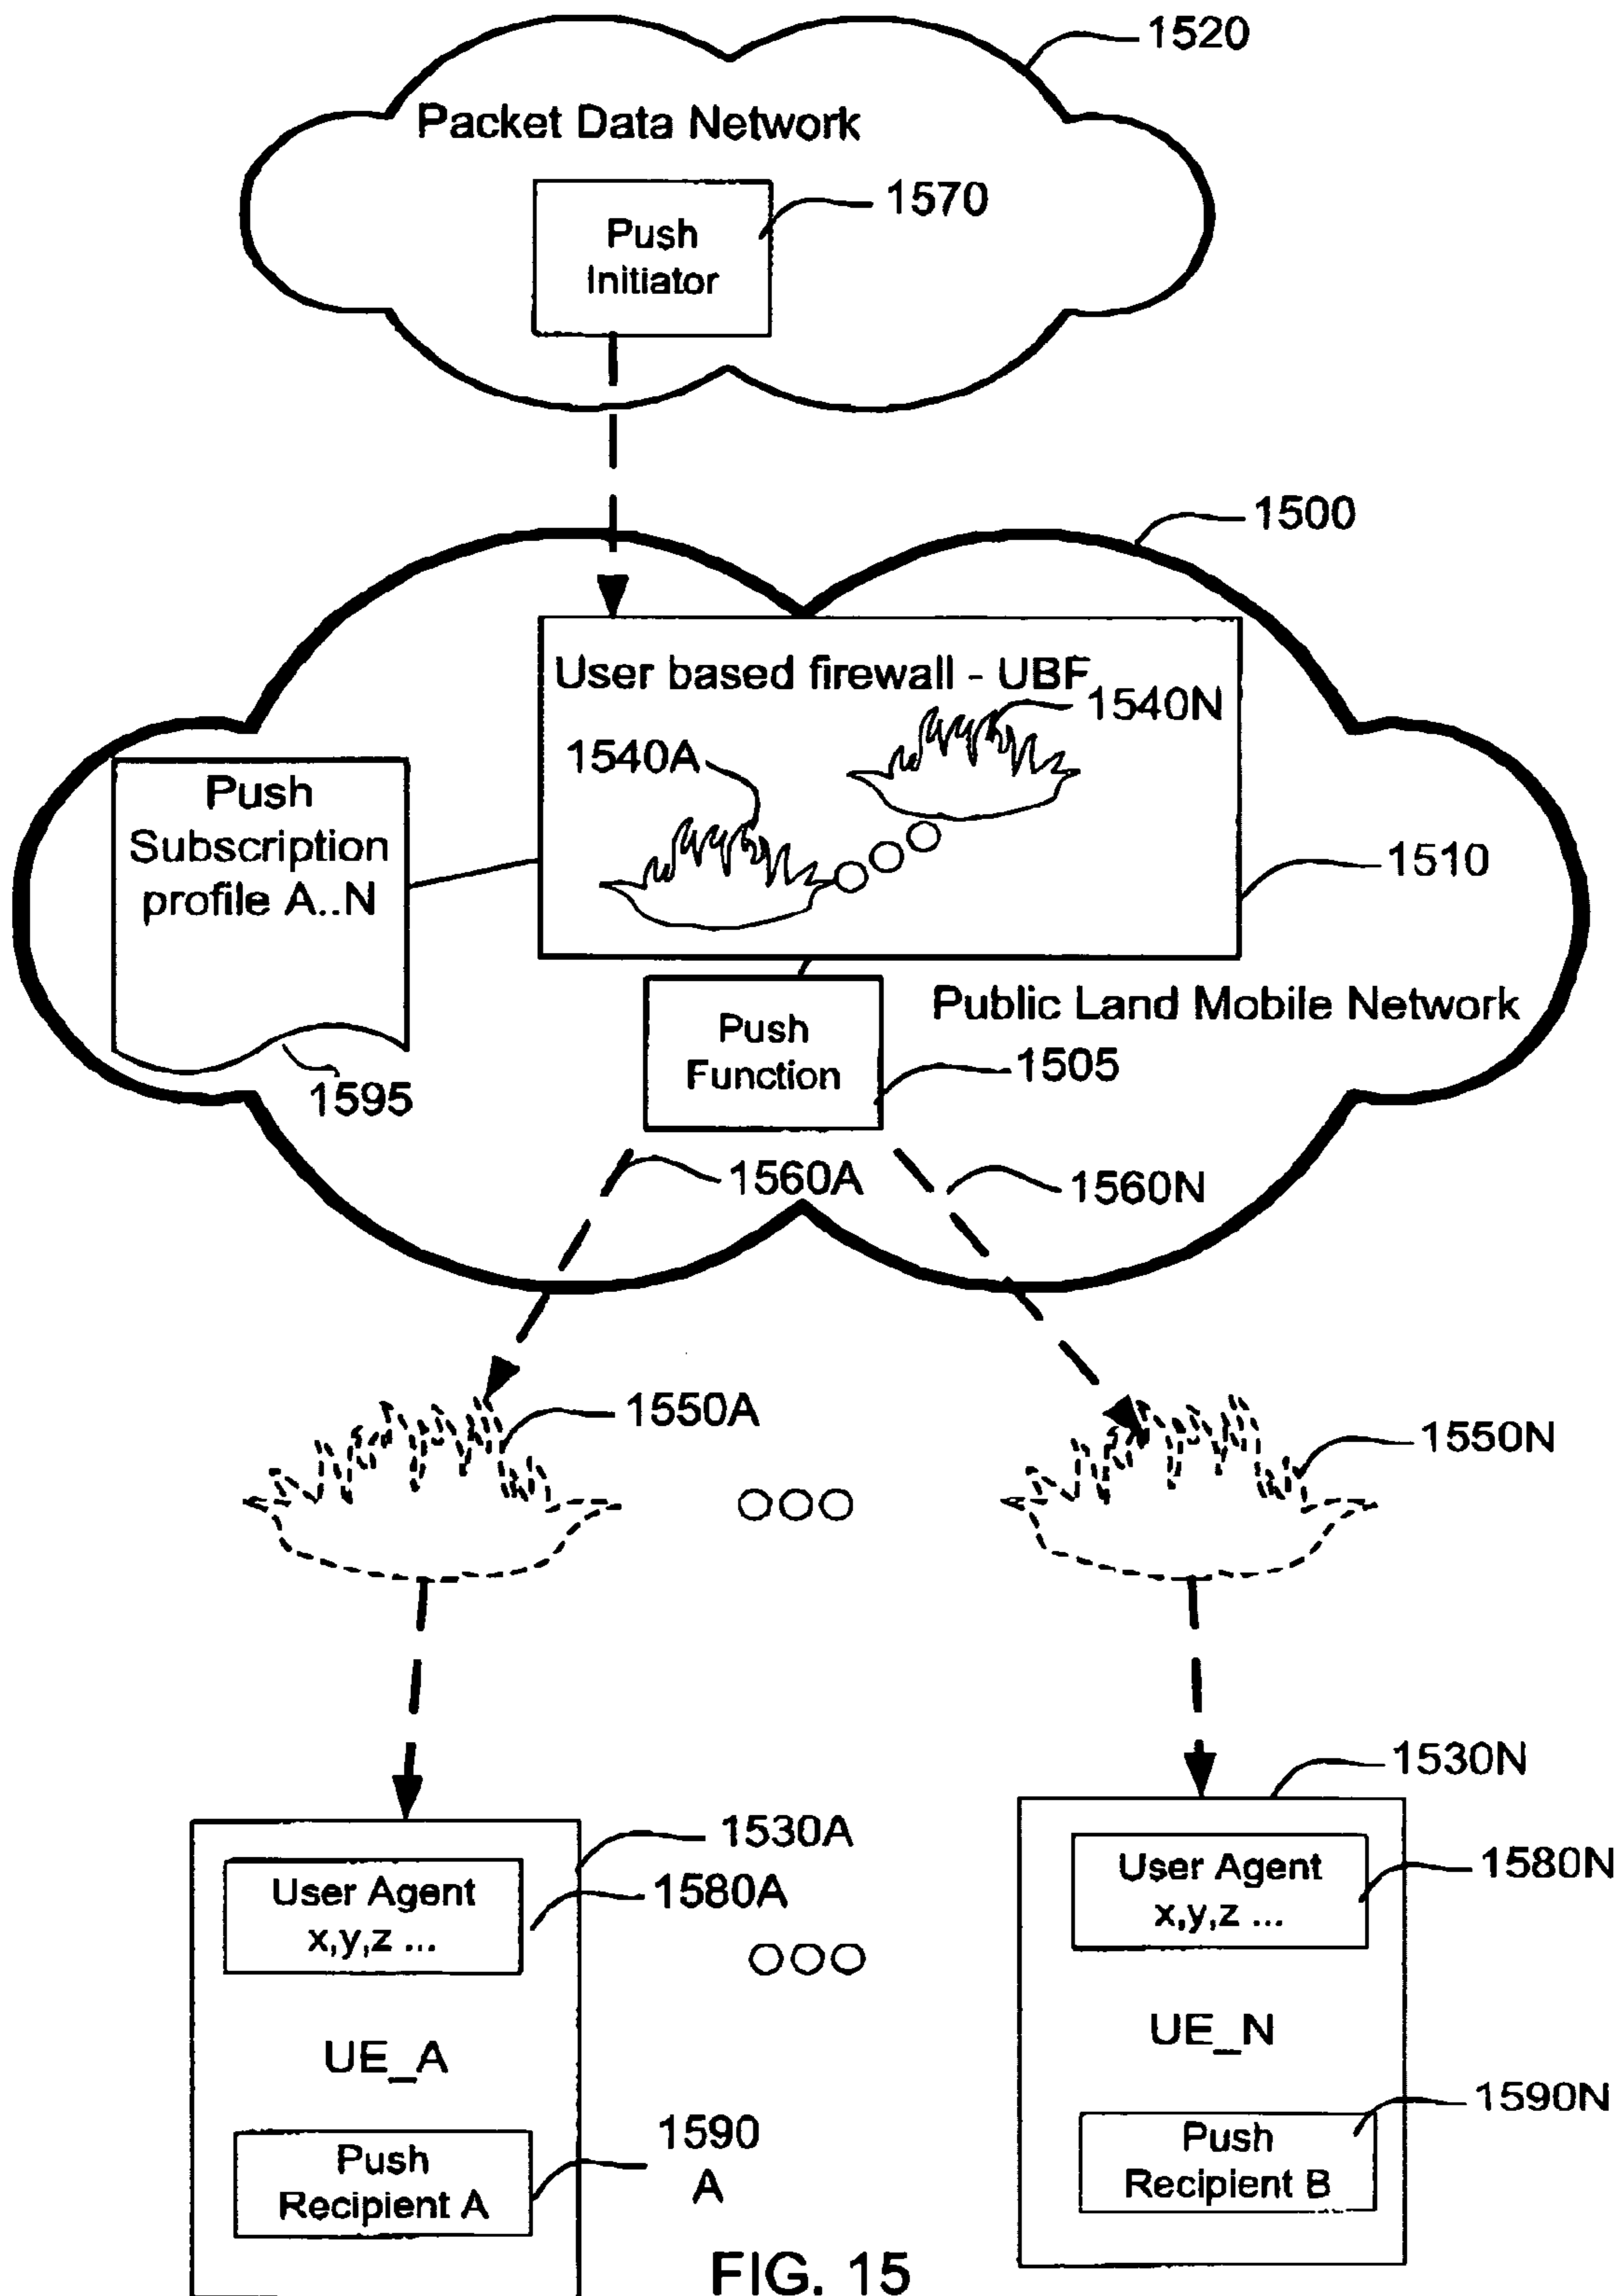 1520
Packet Data Network
1570
Push
Initiator
1500
User based firewall - UBF
1540N
1540A
Push
Subscription
profile A..N
1510
Public Land Mobile Network
Push
Function
1505
1595
1560A
1560N
1550A
1550N
1530N
1530A
User Agent
x,y,z ...
1580A
User Agent
x,y,z ...
1580N
UE_A
UE_N
1590N
1590
A
Push
Recipient A
Push
Recipient B
FIG. 15